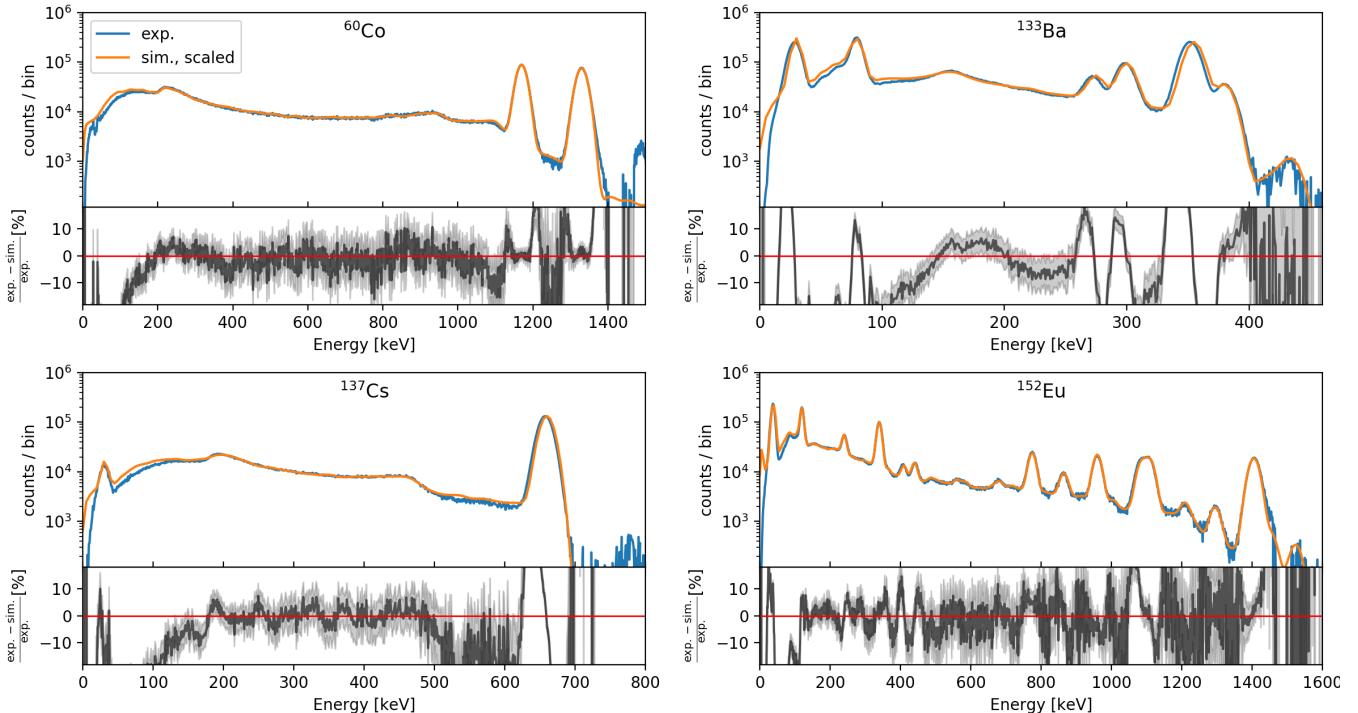 ⁶⁰Co
exp.
sim., scaled
counts / bin
10⁶
10⁵
10⁴
10³
exp. − sim.
exp.
[%]
10
0
−10
0 200 400 600 800 1000 1200 1400
Energy [keV]
¹³³Ba
counts / bin
10⁶
10⁵
10⁴
10³
exp. − sim.
exp.
[%]
10
0
−10
0 100 200 300 400
Energy [keV]
¹³⁷Cs
counts / bin
10⁶
10⁵
10⁴
10³
exp. − sim.
exp.
[%]
10
0
−10
0 100 200 300 400 500 600 700 800
Energy [keV]
¹⁵²Eu
counts / bin
10⁶
10⁵
10⁴
10³
exp. − sim.
exp.
[%]
10
0
−10
0 200 400 600 800 1000 1200 1400 1600
Energy [keV]